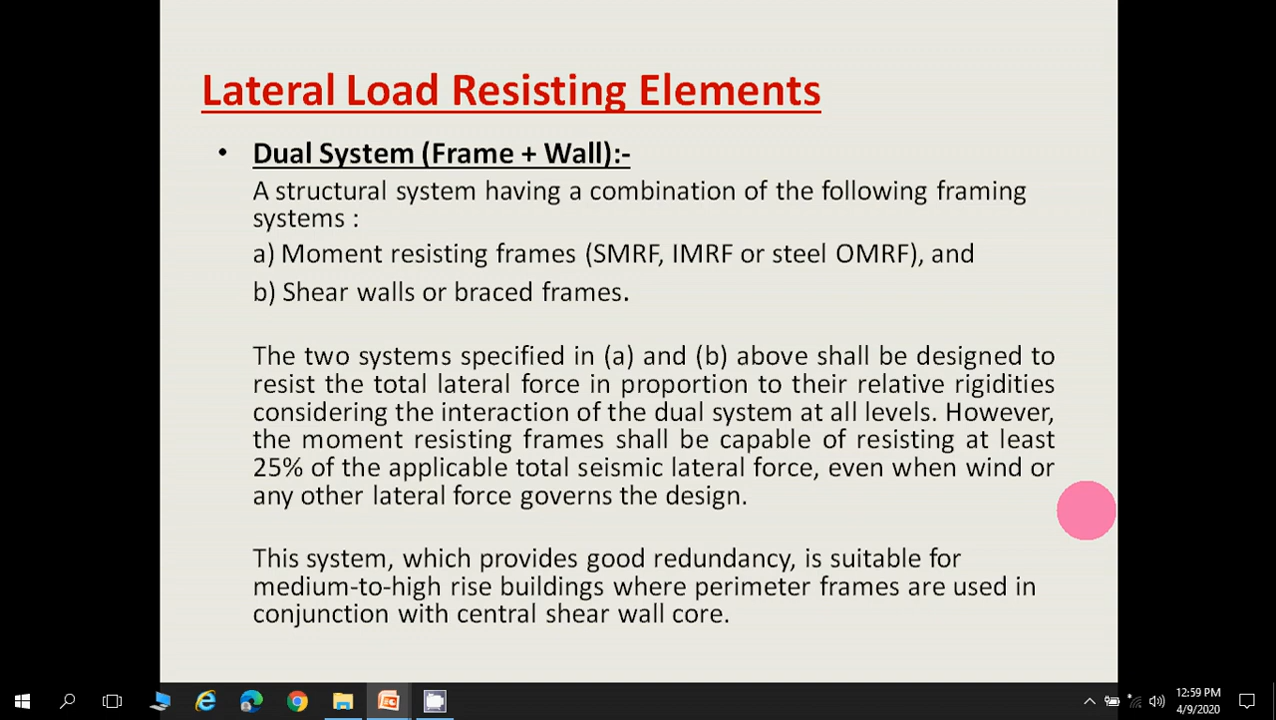 Lateral Load Resisting Elements
• Dual System (Frame + Wall):-
A structural system having a combination of the following framing
systems :
a) Moment resisting frames (SMRF, IMRF or steel OMRF), and
b) Shear walls or braced frames.
The two systems specified in (a) and (b) above shall be designed to
resist the total lateral force in proportion to their relative rigidities
considering the interaction of the dual system at all levels. However,
the moment resisting frames shall be capable of resisting at least
25% of the applicable total seismic lateral force, even when wind or
any other lateral force governs the design.
This system, which provides good redundancy, is suitable for
medium-to-high rise buildings where perimeter frames are used in
conjunction with central shear wall core.
12:59 PM
4/9/2020